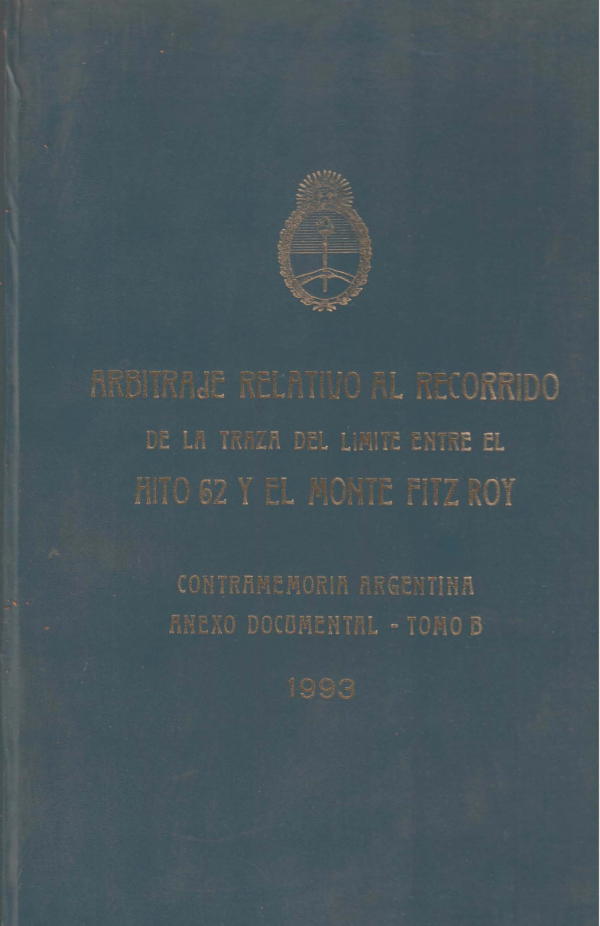 ARBITRAJE RELATIVO AL RECORRIDO
DE LA TRAZA DEL LIMITE ENTRE EL
HITO 62 Y EL MONTE FITZ ROY
CONTRAMEMORIA ARGENTINA
ANEXO DOCUMENTAL - TOMO B
1993